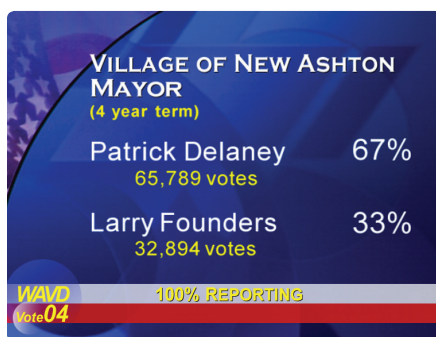 VILLAGE OF NEW ASHTON
MAYOR
(4 year term)
Patrick Delaney 67%
65,789 votes
Larry Founders 33%
32,894 votes
WAVD 100% REPORTING
Vote04